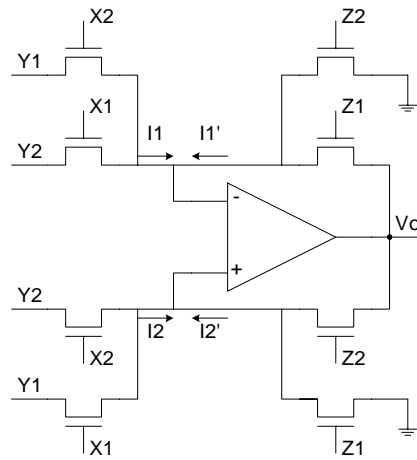 X2 Z2
Y1
X1 Z1
I1 I1'
Y2
-
Vo
+
Y2
I2 I2'
X2 Z2
Y1
X1 Z1